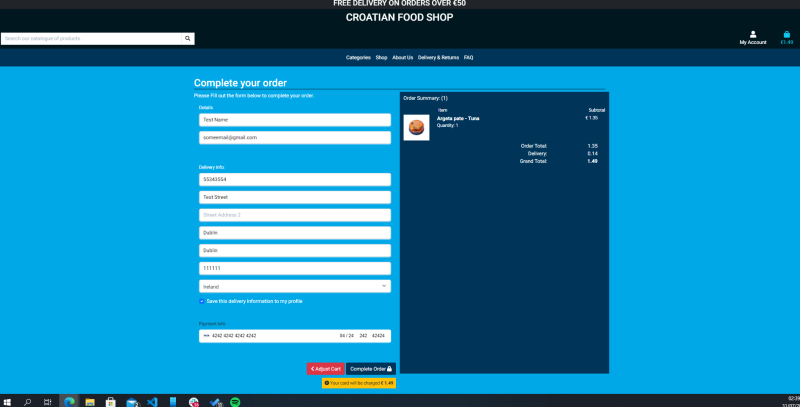 FREE DELIVERY ON ORDERS OVER €50
CROATIAN FOOD SHOP
Search our catalogue of products
My Account
€1.49
Categories Shop About Us Delivery & Returns FAQ
Complete your order
Please Fill out the form below to complete your order.
Details
Test Name
someemail@gmail.com
Delivery Info:
55343554
Test Street
Street Address 2
Dublin
Dublin
111111
Ireland
Save this delivery information to my profile
Payment Info:
4242 4242 4242 4242 04 / 24 242 42424
Adjust Cart
Complete Order
Your card will be charged € 1.49
Order Summary: (1)
Item Subtotal
Argeta pate - Tuna € 1.35
Quantity: 1
Order Total: 1.35
Delivery: 0.14
Grand Total: 1.49
02:39